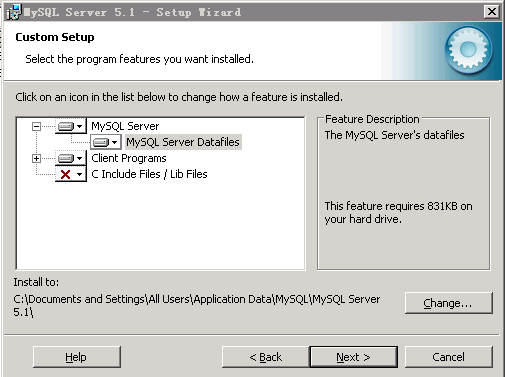 MySQL Server 5.1 - Setup Wizard
Custom Setup
Select the program features you want installed.
Click on an icon in the list below to change how a feature is installed.
MySQL Server
MySQL Server Datafiles
Client Programs
C Include Files / Lib Files
Feature Description
The MySQL Server's datafiles
This feature requires 831KB on
your hard drive.
Install to:
C:\Documents and Settings\All Users\Application Data\MySQL\MySQL Server
5.1\
Change...
Help
< Back
Next >
Cancel